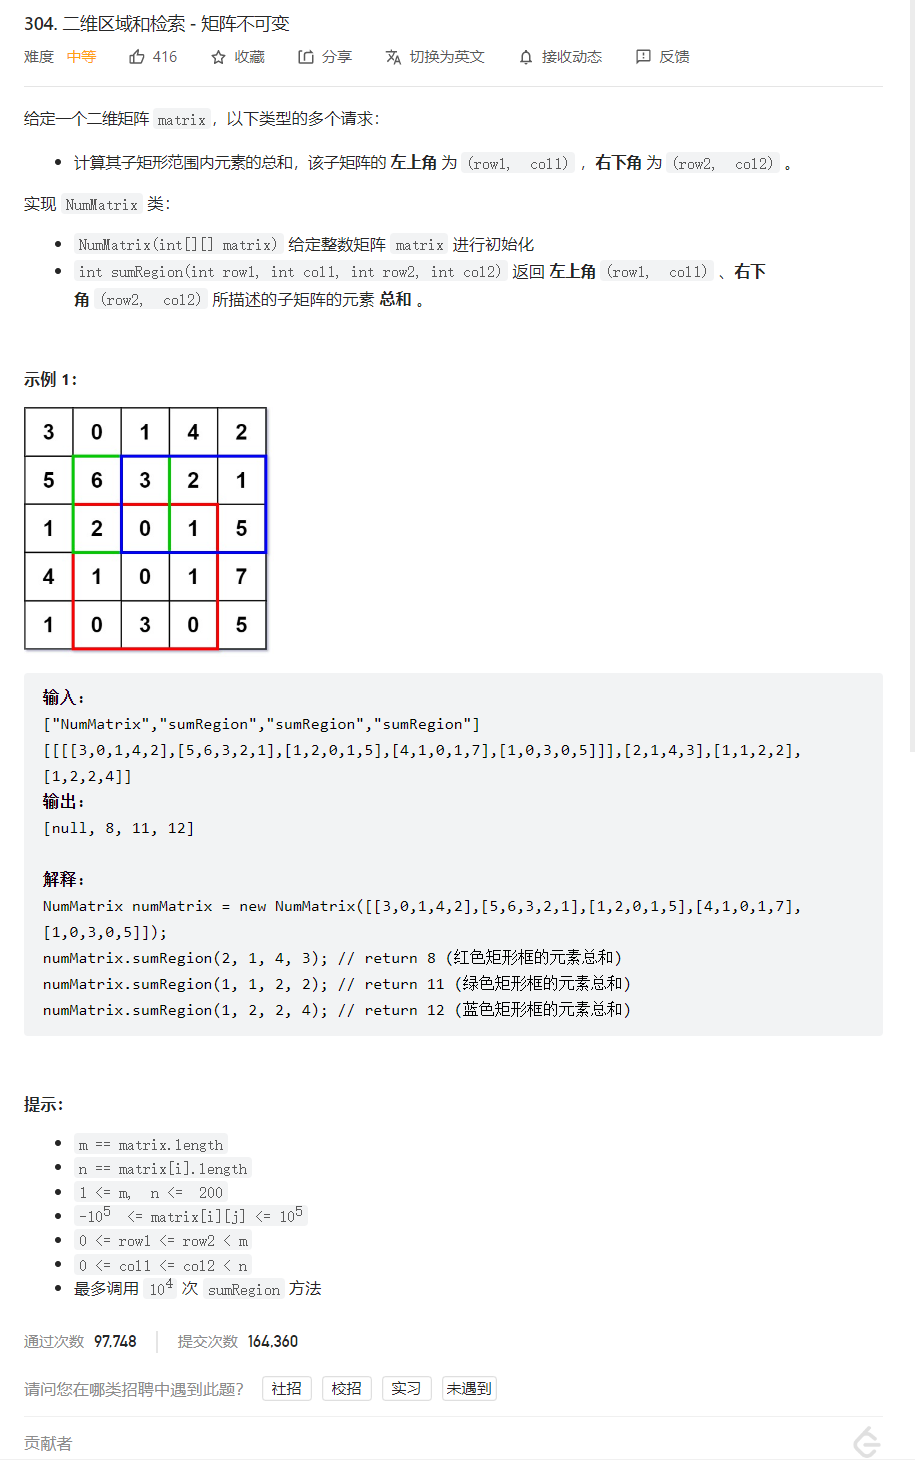 304. 二维区域和检索 - 矩阵不可变
难度 中等 416 收藏 分享 切换为英文 接收动态 反馈
给定一个二维矩阵 matrix，以下类型的多个请求：
计算其子矩形范围内元素的总和，该子矩阵的 左上角 为 (row1, col1) ，右下角 为 (row2, col2) 。
实现 NumMatrix 类：
NumMatrix(int[][] matrix) 给定整数矩阵 matrix 进行初始化
int sumRegion(int row1, int col1, int row2, int col2) 返回 左上角 (row1, col1) 、右下
角 (row2, col2) 所描述的子矩阵的元素 总和 。
示例 1：
3 0 1 4 2
5 6 3 2 1
1 2 0 1 5
4 1 0 1 7
1 0 3 0 5
输入：
["NumMatrix","sumRegion","sumRegion","sumRegion"]
[[[[3,0,1,4,2],[5,6,3,2,1],[1,2,0,1,5],[4,1,0,1,7],[1,0,3,0,5]]],[2,1,4,3],[1,1,2,2],
[1,2,2,4]]
输出：
[null, 8, 11, 12]
解释：
NumMatrix numMatrix = new NumMatrix([[3,0,1,4,2],[5,6,3,2,1],[1,2,0,1,5],[4,1,0,1,7],
[1,0,3,0,5]]);
numMatrix.sumRegion(2, 1, 4, 3); // return 8 (红色矩形框的元素总和)
numMatrix.sumRegion(1, 1, 2, 2); // return 11 (绿色矩形框的元素总和)
numMatrix.sumRegion(1, 2, 2, 4); // return 12 (蓝色矩形框的元素总和)
提示：
m == matrix.length
n == matrix[i].length
1 <= m, n <= 200
-10⁵ <= matrix[i][j] <= 10⁵
0 <= row1 <= row2 < m
0 <= col1 <= col2 < n
最多调用 10⁴ 次 sumRegion 方法
通过次数 97,748 提交次数 164,360
请问您在哪类招聘中遇到此题？ 社招 校招 实习 未遇到
贡献者